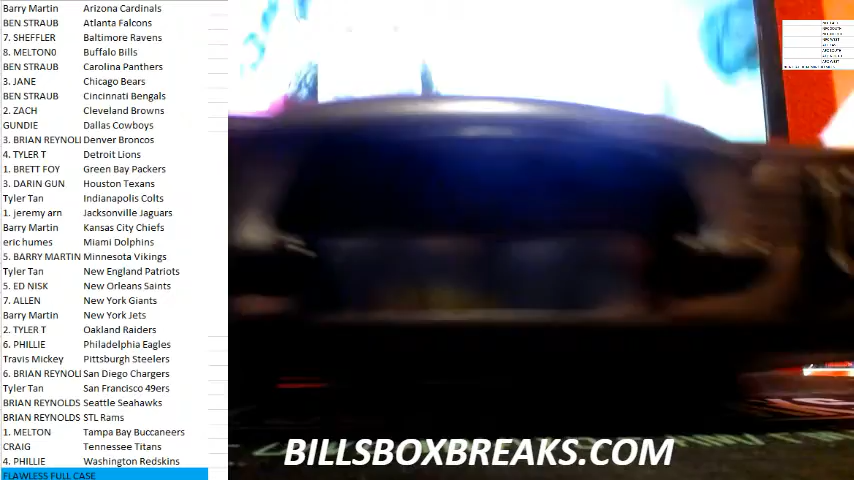 Barry Martin Arizona Cardinals
BEN STRAUB Atlanta Falcons
7. SHEFFLER Baltimore Ravens
8. MELTON0 Buffalo Bills
BEN STRAUB Carolina Panthers
3. JANE Chicago Bears
BEN STRAUB Cincinnati Bengals
2. ZACH Cleveland Browns
GUNDIE Dallas Cowboys
3. BRIAN REYNOLI Denver Broncos
4. TYLER T Detroit Lions
1. BRETT FOY Green Bay Packers
3. DARIN GUN Houston Texans
Tyler Tan Indianapolis Colts
1. jeremy arn Jacksonville Jaguars
Barry Martin Kansas City Chiefs
eric humes Miami Dolphins
5. BARRY MARTIN Minnesota Vikings
Tyler Tan New England Patriots
5. ED NISK New Orleans Saints
7. ALLEN New York Giants
Barry Martin New York Jets
2. TYLER T Oakland Raiders
6. PHILLIE Philadelphia Eagles
Travis Mickey Pittsburgh Steelers
6. BRIAN REYNOLI San Diego Chargers
Tyler Tan San Francisco 49ers
BRIAN REYNOLDS Seattle Seahawks
BRIAN REYNOLDS STL Rams
1. MELTON Tampa Bay Buccaneers
CRAIG Tennessee Titans
4. PHILLIE Washington Redskins
FLAWLESS FULL CASE
BILLSBOXBREAKS.COM